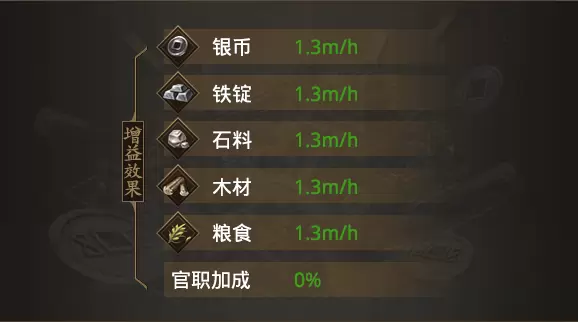 增益效果
银币 1.3m/h
铁锭 1.3m/h
石料 1.3m/h
木材 1.3m/h
粮食 1.3m/h
官职加成 0%